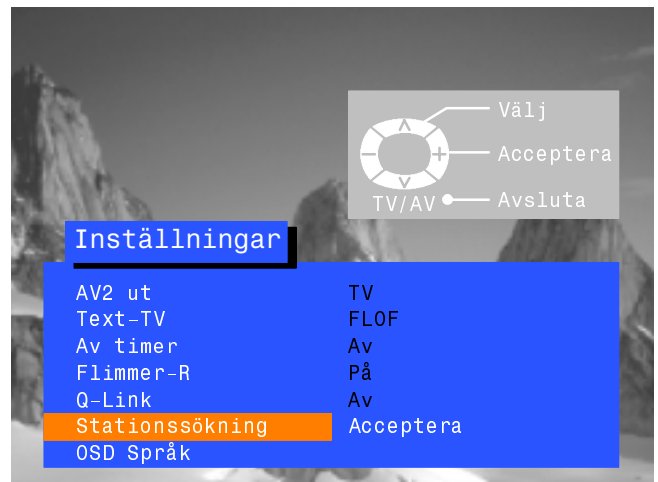 Välj
Acceptera
TV/AV Avsluta
Inställningar
AV2 ut TV
Text-TV FLOF
Av timer Av
Flimmer-R På
Q-Link Av
Stationssökning Acceptera
OSD Språk